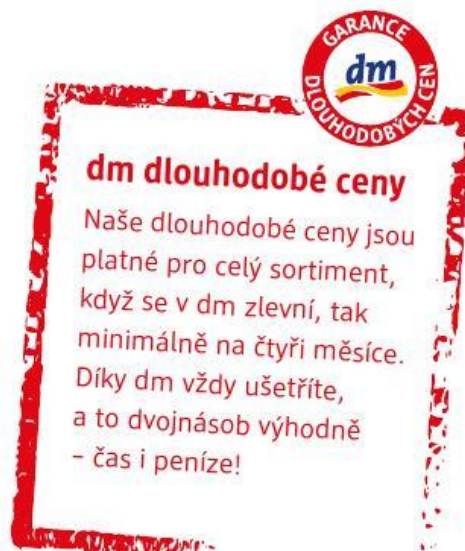 GARANCE
dm
DLOUHODOBÝCH CEN
dm dlouhodobé ceny
Naše dlouhodobé ceny jsou
platné pro celý sortiment,
když se v dm zlevní, tak
minimálně na čtyři měsíce.
Díky dm vždy ušetříte,
a to dvojnásob výhodně
– čas i peníze!